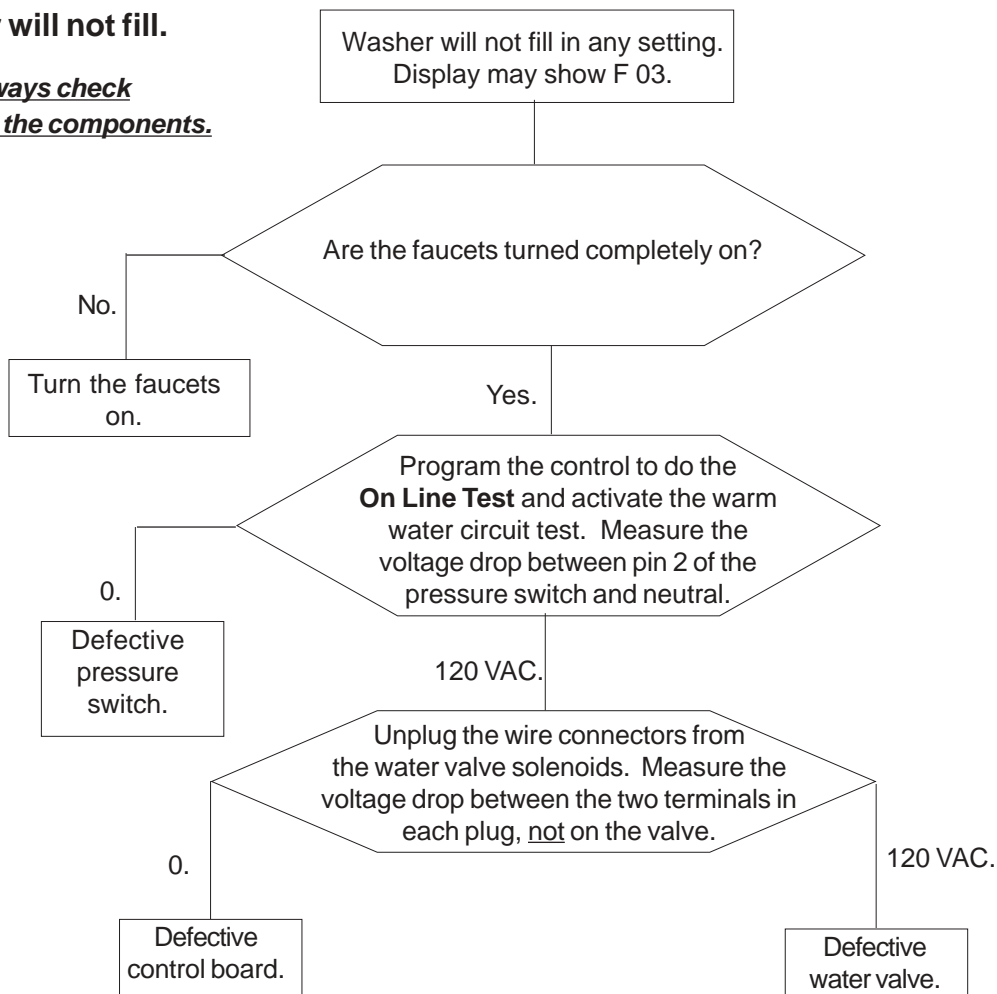 will not fill.
ways check
the components.
Washer will not fill in any setting.
Display may show F 03.
Are the faucets turned completely on?
No.
Turn the faucets
on.
Yes.
Program the control to do the
On Line Test and activate the warm
water circuit test. Measure the
voltage drop between pin 2 of the
pressure switch and neutral.
0.
Defective
pressure
switch.
120 VAC.
Unplug the wire connectors from
the water valve solenoids. Measure the
voltage drop between the two terminals in
each plug, not on the valve.
0.
120 VAC.
Defective
control board.
Defective
water valve.